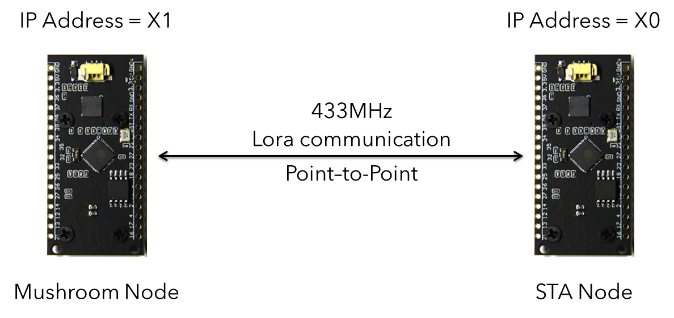 IP Address = X1
IP Address = X0
433MHz
Lora communication
Point–to-Point
Mushroom Node
STA Node